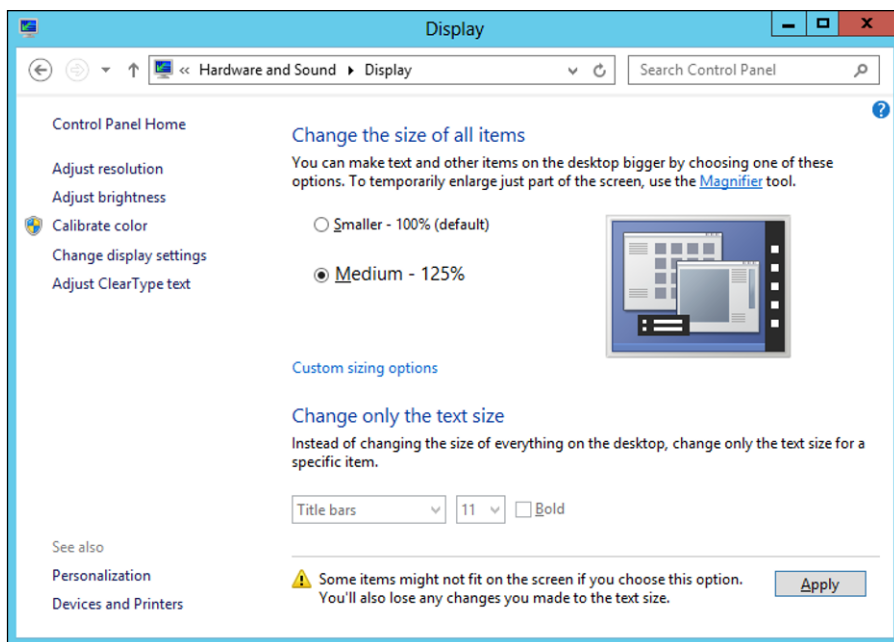 Display
« Hardware and Sound Display
Search Control Panel
Control Panel Home
Adjust resolution
Adjust brightness
Calibrate color
Change display settings
Adjust ClearType text
See also
Personalization
Devices and Printers
Change the size of all items
You can make text and other items on the desktop bigger by choosing one of these
options. To temporarily enlarge just part of the screen, use the Magnifier tool.
Smaller - 100% (default)
Medium - 125%
Custom sizing options
Change only the text size
Instead of changing the size of everything on the desktop, change only the text size for a
specific item.
Title bars 11 Bold
Some items might not fit on the screen if you choose this option.
You'll also lose any changes you made to the text size.
Apply